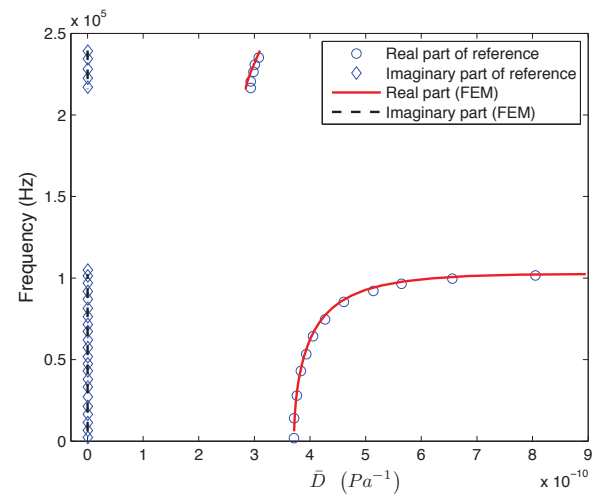 x 10⁵
2.5
2
1.5
1
0.5
0
Frequency (Hz)
Real part of reference
Imaginary part of reference
Real part (FEM)
Imaginary part (FEM)
0 1 2 3 4 5 6 7 8 9
x 10⁻¹⁰
D̄ (Pa⁻¹)